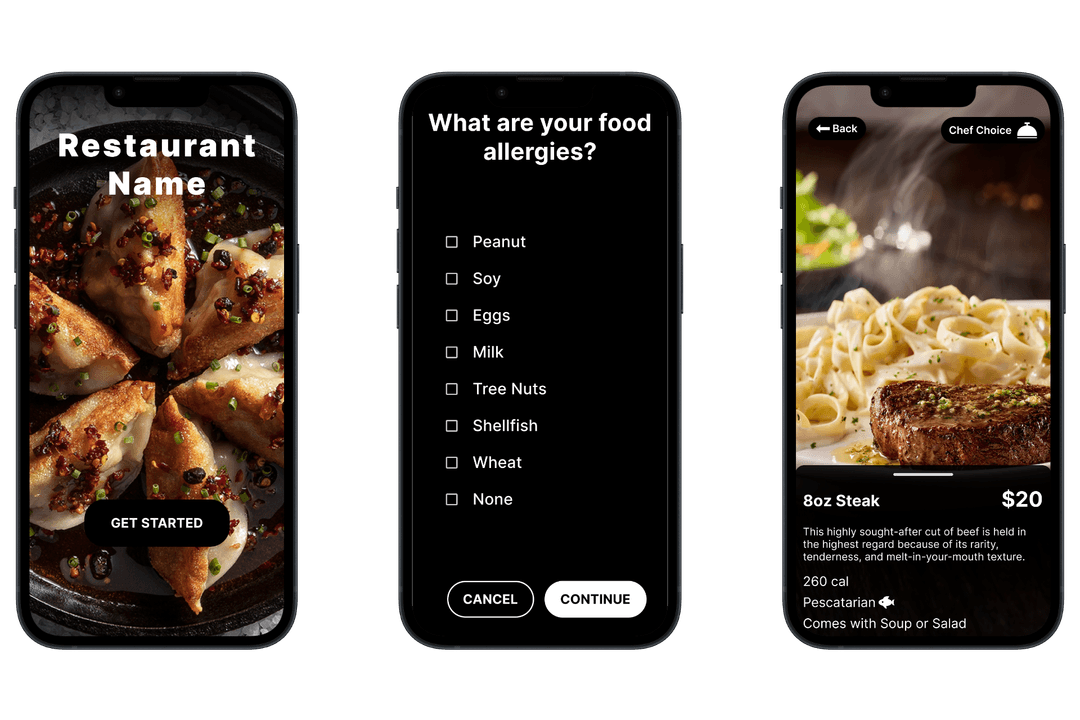 Restaurant
Name
GET STARTED
What are your food
allergies?
Peanut
Soy
Eggs
Milk
Tree Nuts
Shellfish
Wheat
None
CANCEL
CONTINUE
Back
Chef Choice
8oz Steak
$20
This highly sought-after cut of beef is held in
the highest regard because of its rarity,
tenderness, and melt-in-your-mouth texture.
260 cal
Pescatarian
Comes with Soup or Salad